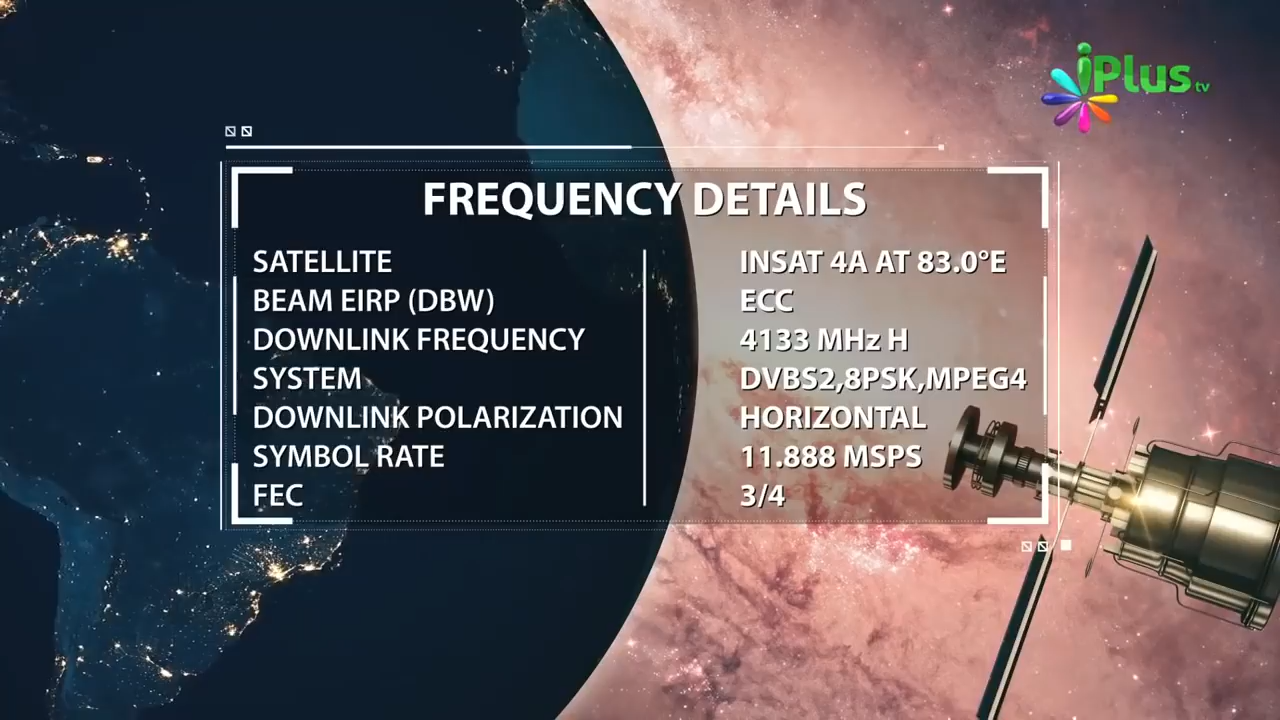 iPlus tv
FREQUENCY DETAILS
SATELLITE INSAT 4A AT 83.0°E
BEAM EIRP (DBW) ECC
DOWNLINK FREQUENCY 4133 MHz H
SYSTEM DVBS2,8PSK,MPEG4
DOWNLINK POLARIZATION HORIZONTAL
SYMBOL RATE 11.888 MSPS
FEC 3/4